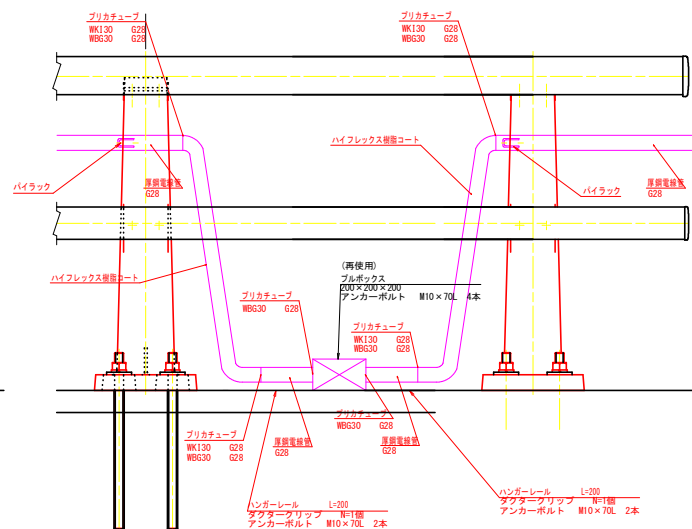 プリカチューブ
WKI30 G28
WBG30 G28
プリカチューブ
WKI30 G28
WBG30 G28
ハイフレックス樹脂コート
パイラック
厚鋼電線管
G28
パイラック
厚鋼電線管
G28
(再使用)
プルボックス
200×200×200
アンカーボルト M10×70L 4本
ハイフレックス樹脂コート
プリカチューブ
WBG30 G28
プリカチューブ
WKI30 G28
WBG30 G28
プリカチューブ
WBG30 G28
プリカチューブ
WKI30 G28
WBG30 G28
厚鋼電線管
G28
厚鋼電線管
G28
ハンガーレール L=200
ダクタークリップ N=1個
アンカーボルト M10×70L 2本
ハンガーレール L=200
ダクタークリップ N=1個
アンカーボルト M10×70L 2本